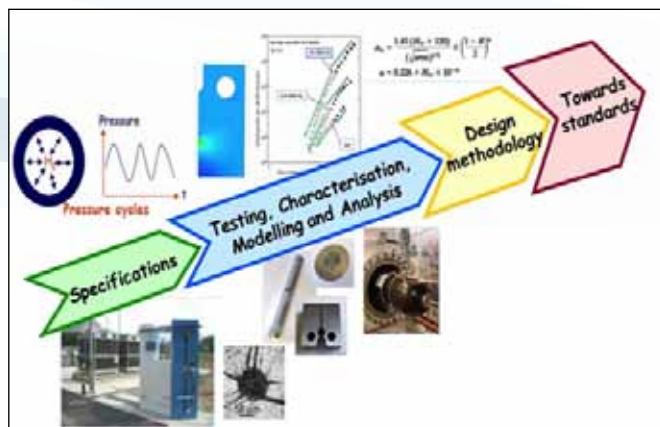 Pressure
T
Pressure cycles
Specifications
Testing, Characterisation,
Modelling and Analysis
Design
methodology
Towards
standards